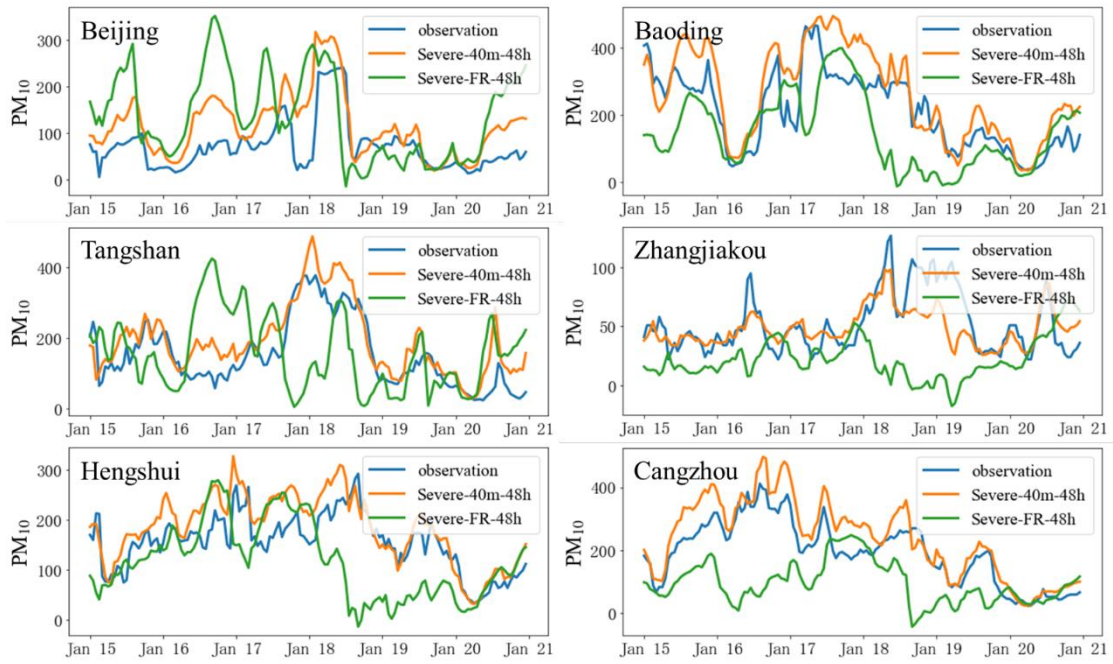 Beijing
observation
Severe-40m-48h
Severe-FR-48h
PM10
300
200
100
0
Jan 15 Jan 16 Jan 17 Jan 18 Jan 19 Jan 20 Jan 21
Baoding
observation
Severe-40m-48h
Severe-FR-48h
PM10
400
200
0
Jan 15 Jan 16 Jan 17 Jan 18 Jan 19 Jan 20 Jan 21
Tangshan
observation
Severe-40m-48h
Severe-FR-48h
PM10
400
200
0
Jan 15 Jan 16 Jan 17 Jan 18 Jan 19 Jan 20 Jan 21
Zhangjiakou
observation
Severe-40m-48h
Severe-FR-48h
PM10
100
50
0
Jan 15 Jan 16 Jan 17 Jan 18 Jan 19 Jan 20 Jan 21
Hengshui
observation
Severe-40m-48h
Severe-FR-48h
PM10
300
200
100
0
Jan 15 Jan 16 Jan 17 Jan 18 Jan 19 Jan 20 Jan 21
Cangzhou
observation
Severe-40m-48h
Severe-FR-48h
PM10
400
200
0
Jan 15 Jan 16 Jan 17 Jan 18 Jan 19 Jan 20 Jan 21